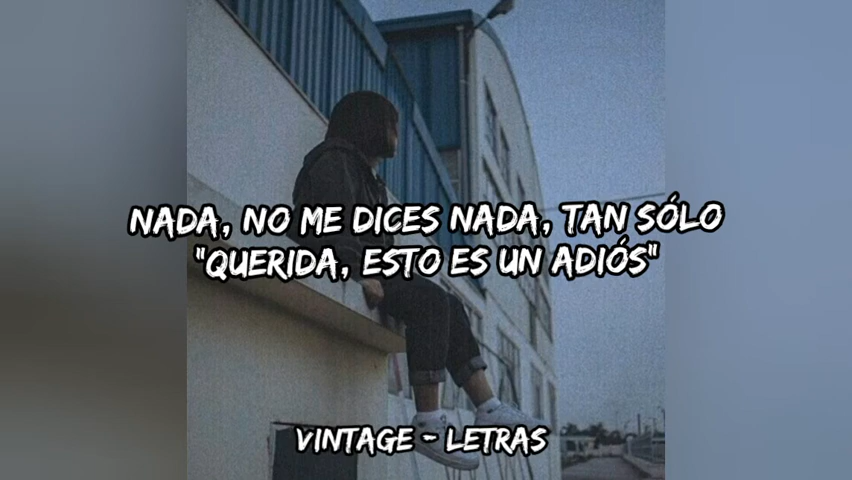 NADA, NO ME DICES NADA, TAN SÓLO
"QUERIDA, ESTO ES UN ADIÓS"
VINTAGE - LETRAS